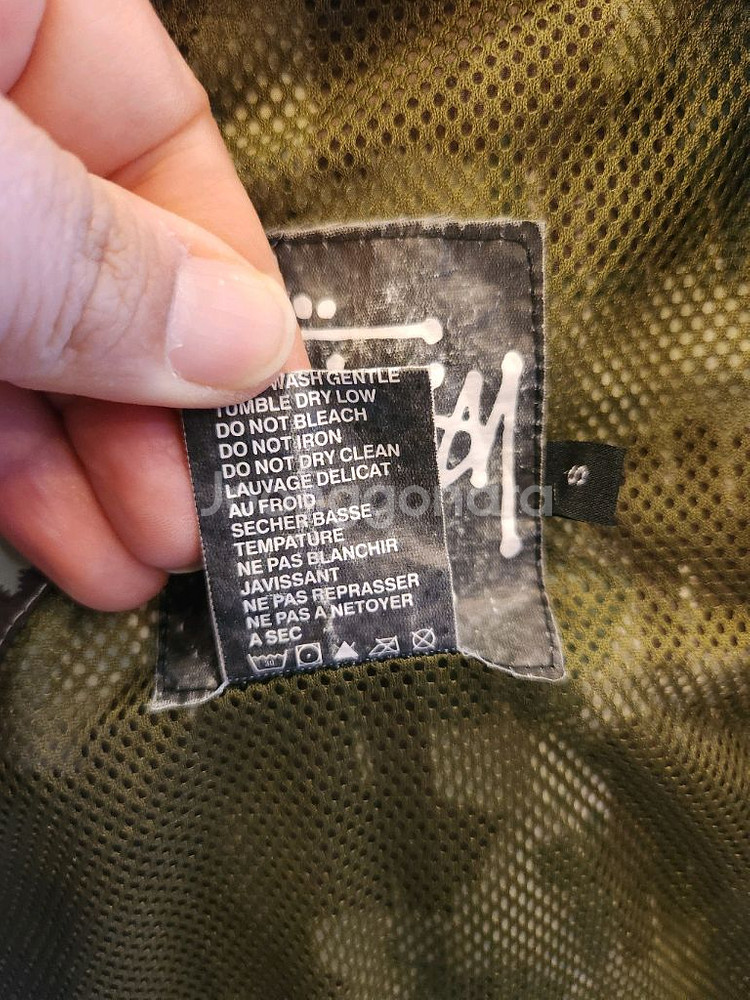 WASH GENTLE
TUMBLE DRY LOW
DO NOT BLEACH
DO NOT IRON
DO NOT DRY CLEAN
LAUVAGE DELICAT
AU FROID
SECHER BASSE
TEMPATURE
NE PAS BLANCHIR
JAVISSANT
NE PAS REPRASSER
NE PAS A NETOYER
A SEC
30
S